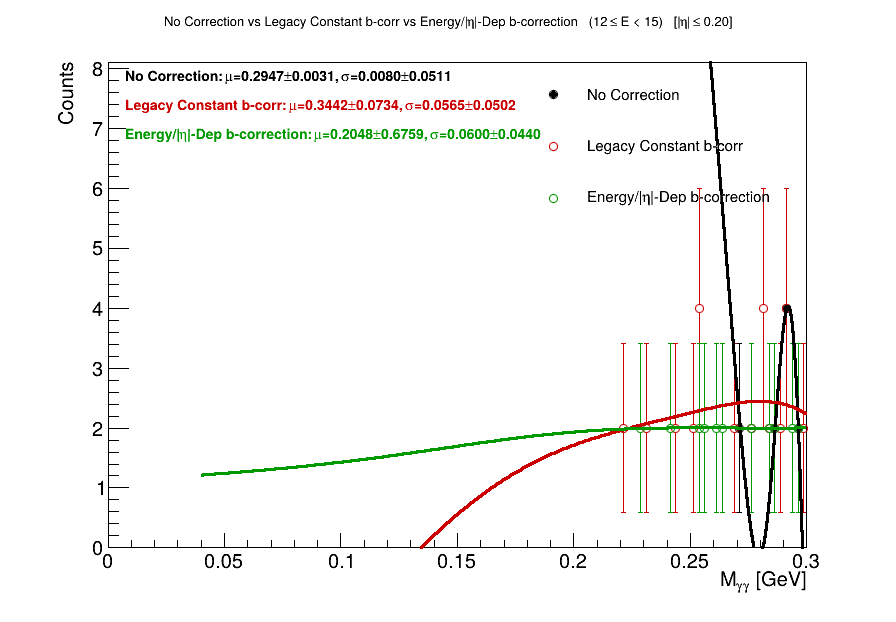 No Correction vs Legacy Constant b-corr vs Energy/|η|-Dep b-correction (12 ≤ E < 15) [|η| ≤ 0.20]
No Correction: μ=0.2947±0.0031, σ=0.0080±0.0511
Legacy Constant b-corr: μ=0.3442±0.0734, σ=0.0565±0.0502
Energy/|η|-Dep b-correction: μ=0.2048±0.6759, σ=0.0600±0.0440
No Correction
Legacy Constant b-corr
Energy/|η|-Dep b-correction
Counts
8
7
6
5
4
3
2
1
0
0 0.05 0.1 0.15 0.2 0.25 0.3
Mγγ [GeV]